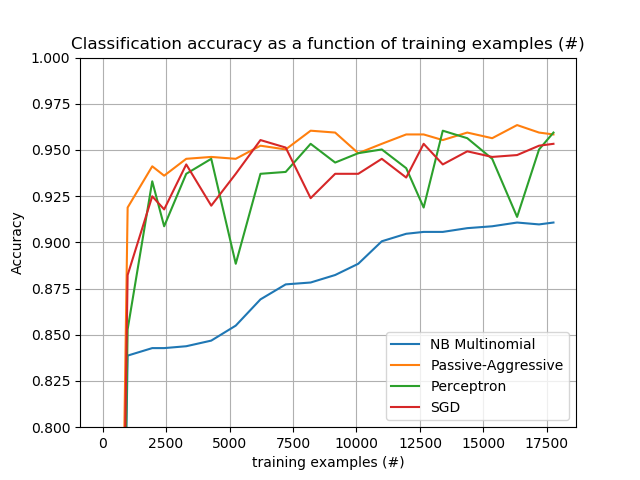 Classification accuracy as a function of training examples (#)
1.000
0.975
0.950
0.925
0.900
0.875
0.850
0.825
0.800
Accuracy
NB Multinomial
Passive-Aggressive
Perceptron
SGD
0 2500 5000 7500 10000 12500 15000 17500
training examples (#)